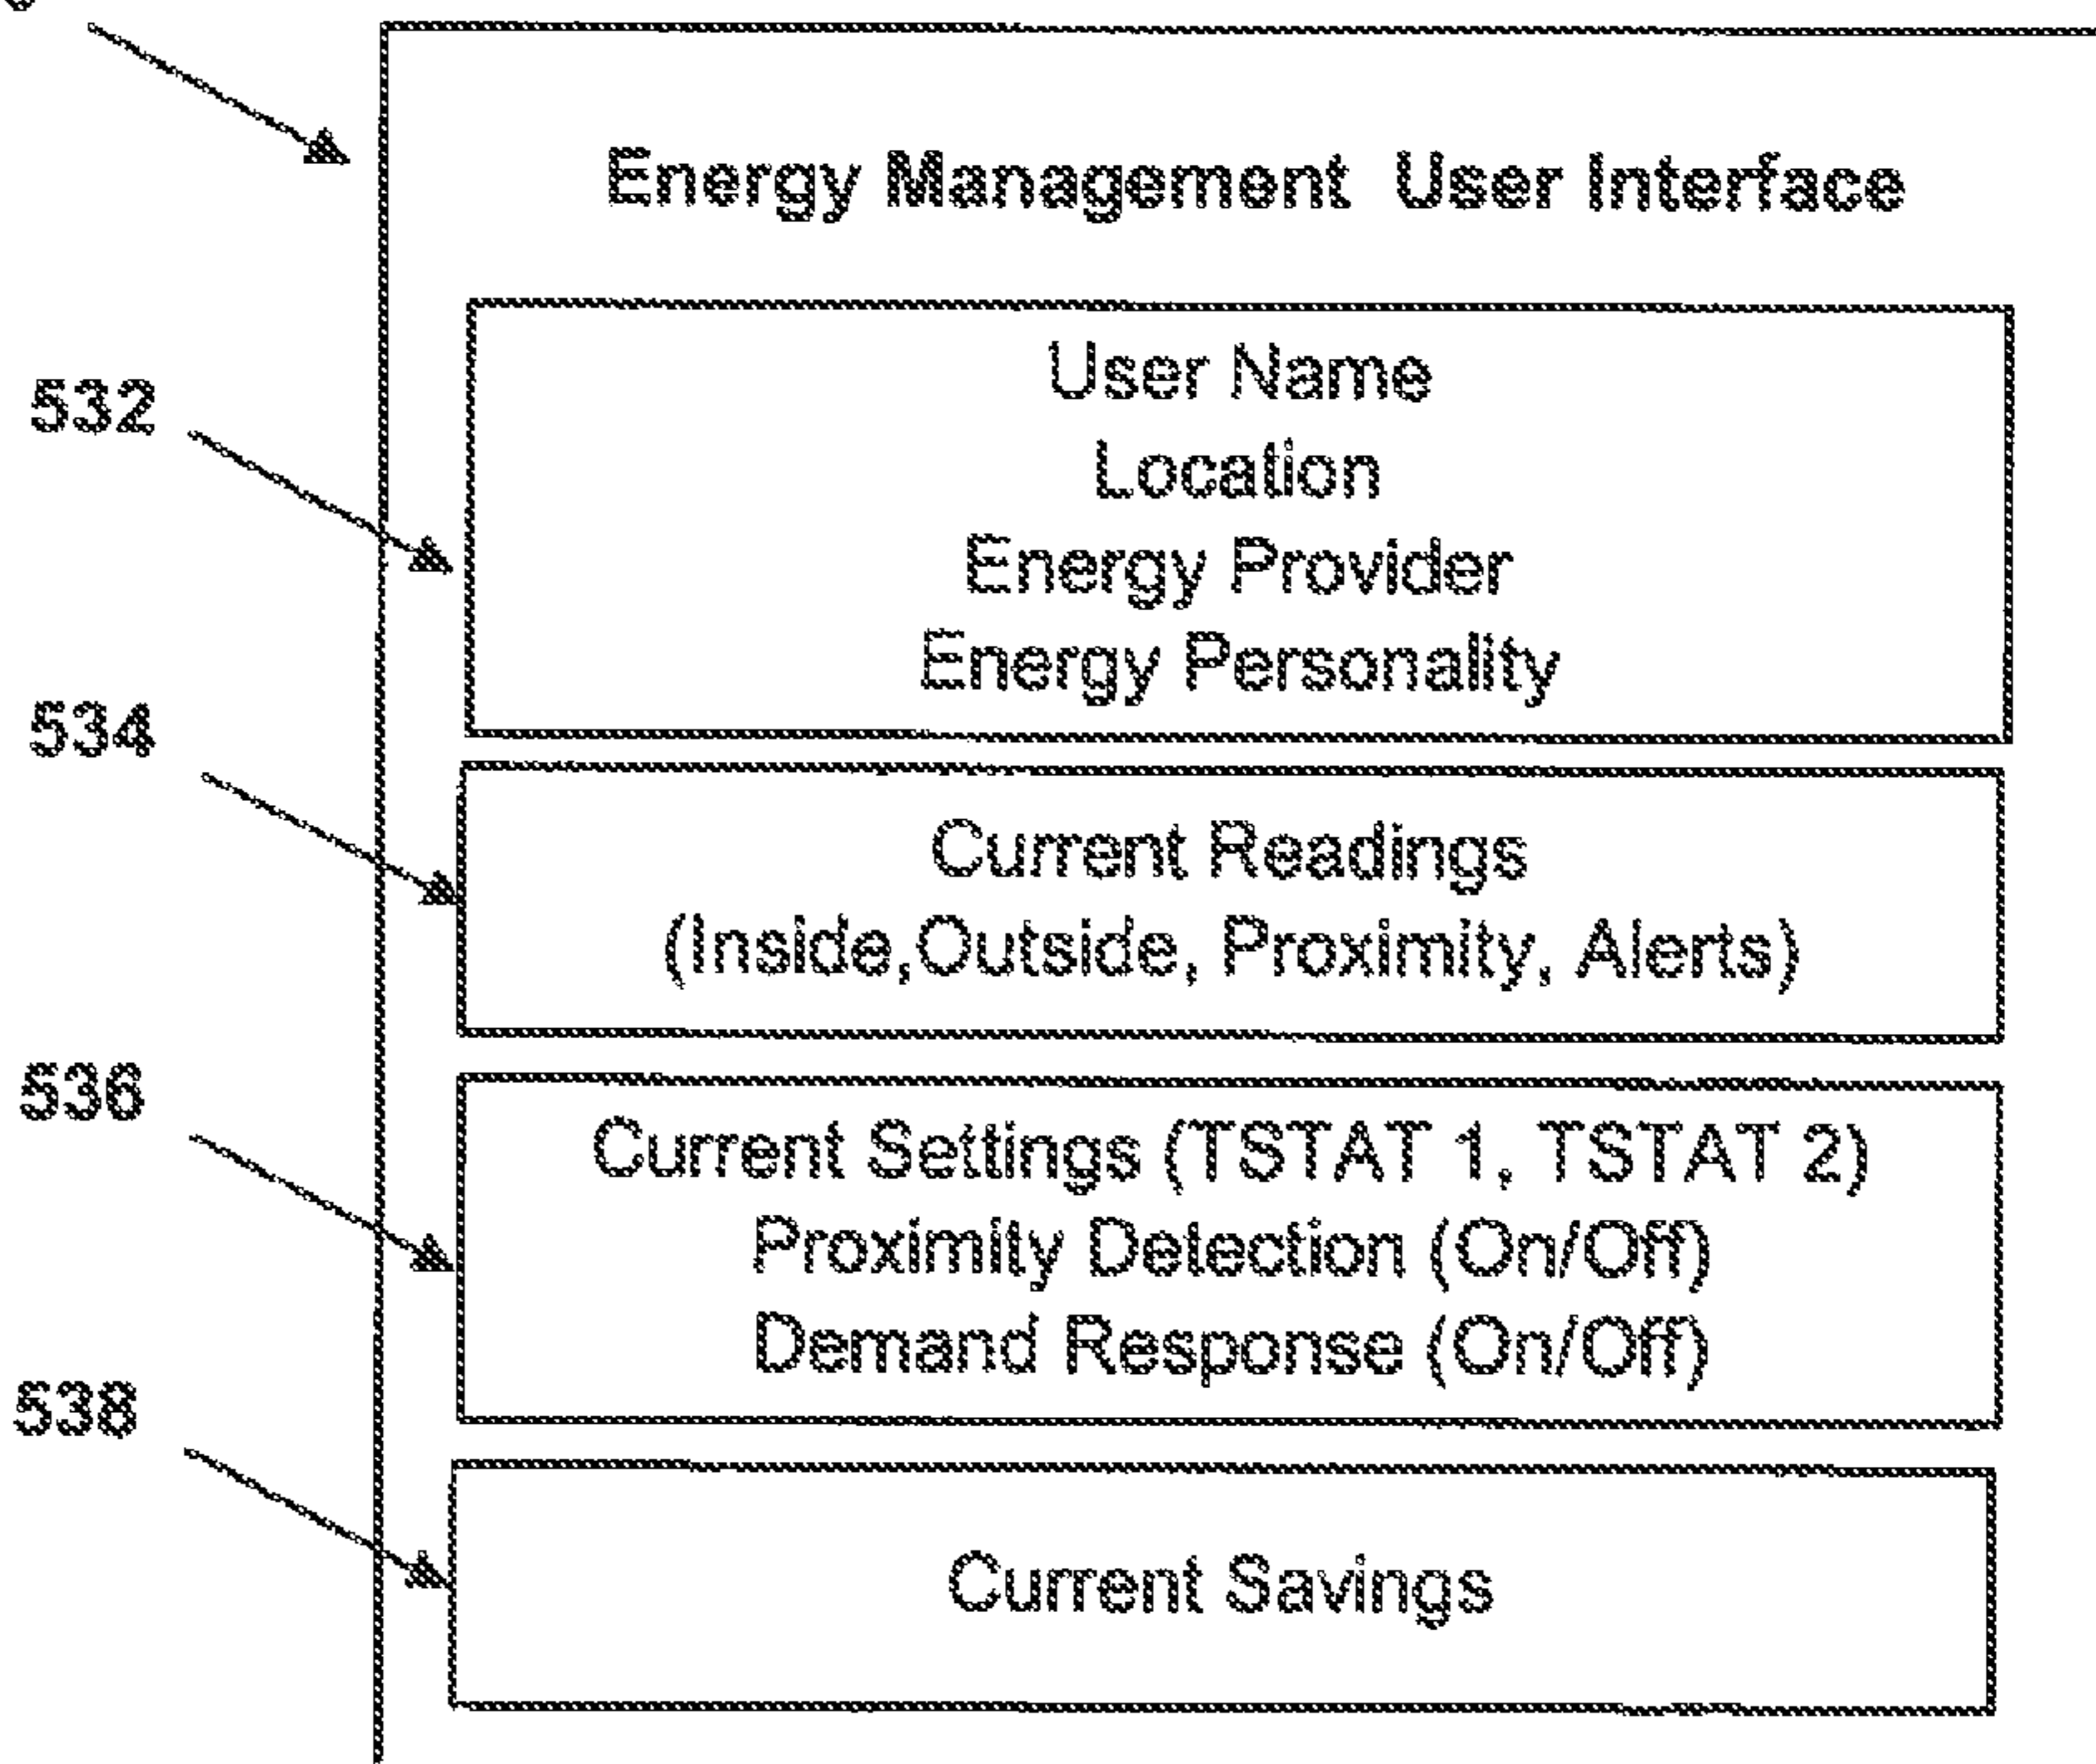 Energy Management User Interface
532
User Name
Location
Energy Provider
Energy Personality
534
Current Readings
(Inside,Outside, Proximity, Alerts)
536
Current Settings (TSTAT 1, TSTAT 2)
Proximity Detection (On/Off)
Demand Response (On/Off)
538
Current Savings